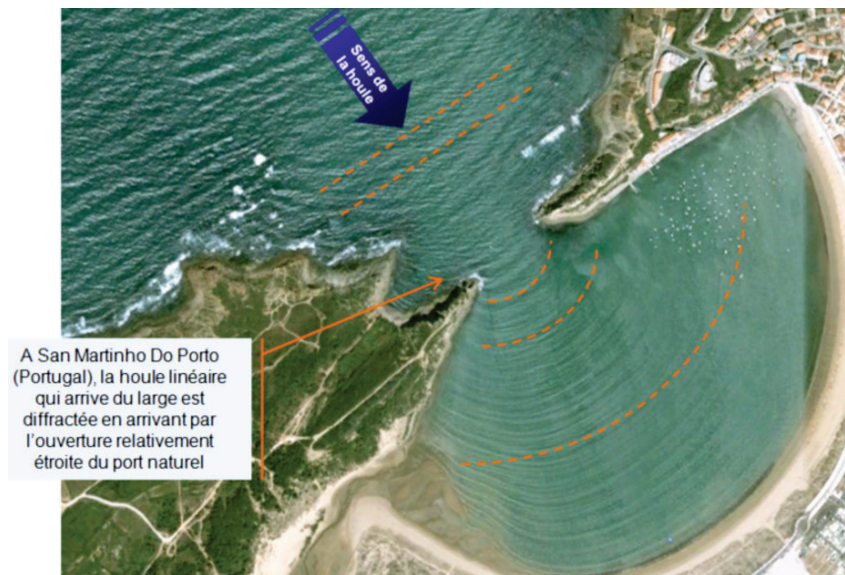 Sens de
la houle
A San Martinho Do Porto
(Portugal), la houle linéaire
qui arrive du large est
diffractée en arrivant par
l'ouverture relativement
étroite du port naturel